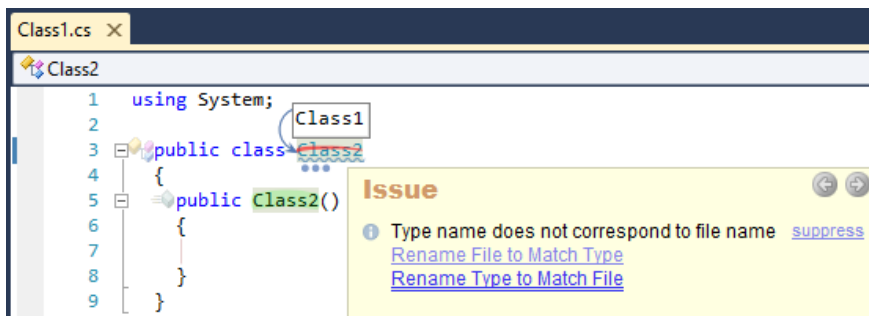 Class1.cs
Class2
1 using System;
2
Class1
3 public class Class2
4 {
5 public Class2()
6 {
7
8 }
9 }
Issue
Type name does not correspond to file name suppress
Rename File to Match Type
Rename Type to Match File